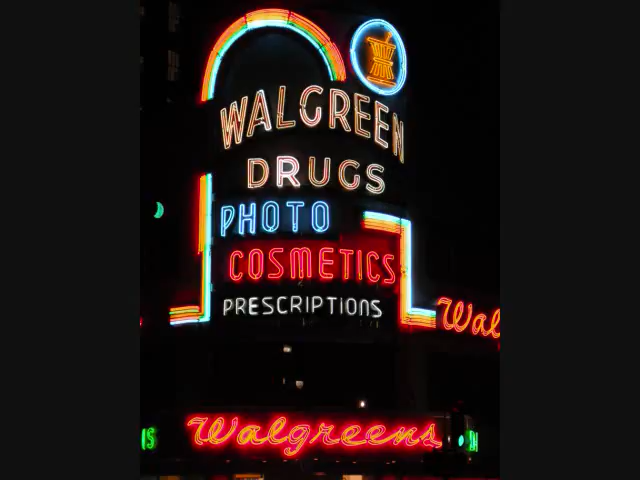 WALGREEN
DRUGS
PHOTO
COSMETICS
PRESCRIPTIONS
Wal
Walgreens